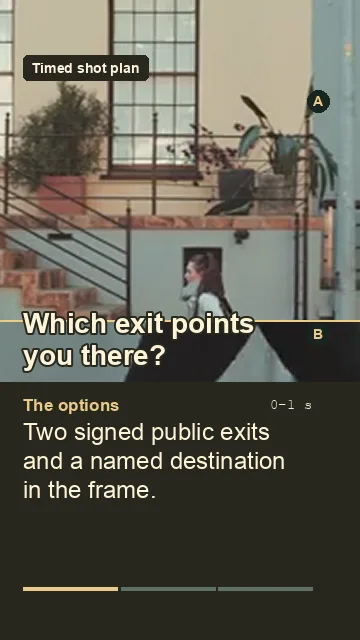 Timed shot plan
A
Which exit points
you there?
B
The options
0–1 s
Two signed public exits
and a named destination
in the frame.